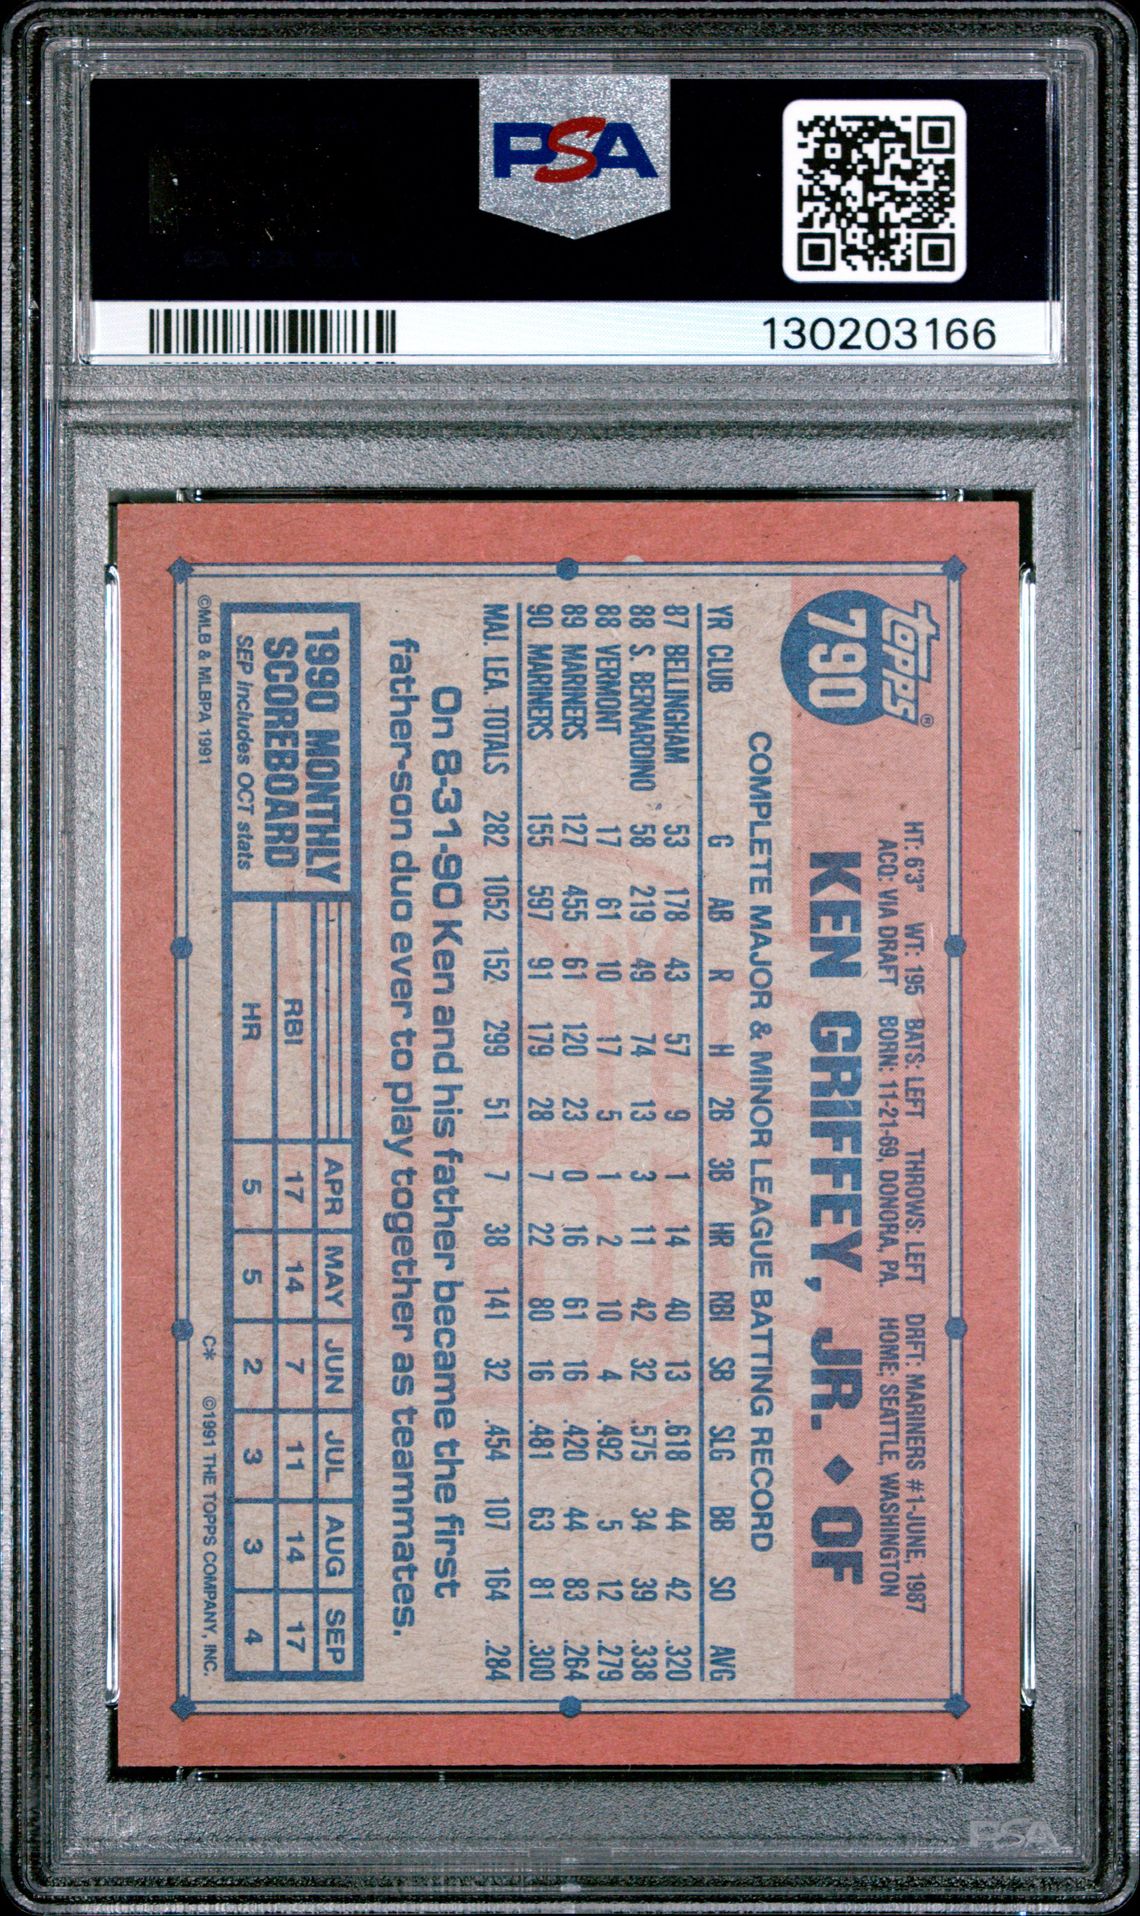 PSA
130203166
topps®
790
HT: 6'3" WT: 195 BATS: LEFT THROWS: LEFT DRFT: MARINERS #1-JUNE, 1987
ACQ: VIA DRAFT BORN: 11-21-69, DONORA, PA. HOME: SEATTLE, WASHINGTON
KEN GRIFFEY, JR. ♦ OF
COMPLETE MAJOR & MINOR LEAGUE BATTING RECORD
YR CLUB G AB R H 2B 3B HR RBI SB SLG BB SO AVG
87 BELLINGHAM 53 178 43 57 9 1 14 40 13 .618 44 42 .320
88 S. BERNARDINO 58 219 49 74 13 3 11 42 32 .575 34 39 .338
88 VERMONT 17 61 10 17 5 1 2 10 4 .492 5 12 .279
89 MARINERS 127 455 61 120 23 0 16 61 16 .420 44 83 .264
90 MARINERS 155 597 91 179 28 7 22 80 16 .481 63 81 .300
MAJ. LEA. TOTALS 282 1052 152 299 51 7 38 141 32 .454 107 164 .284
On 8-31-90 Ken and his father became the first
father-son duo ever to play together as teammates.
1990 MONTHLY
SCOREBOARD
SEP includes OCT stats
APR MAY JUN JUL AUG SEP
RBI 17 14 7 11 14 17
HR 5 5 2 3 3 4
©MLB & MLBPA 1991 C* ©1991 THE TOPPS COMPANY, INC.
PSA